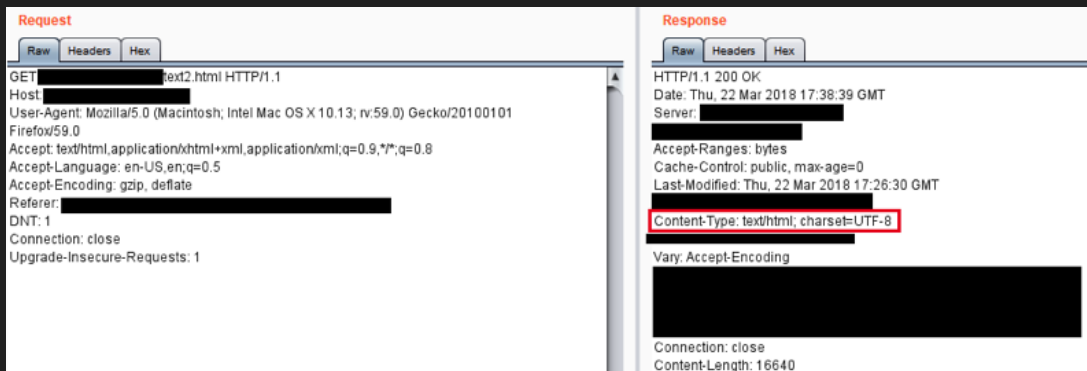 Request
Raw Headers Hex
GET text2.html HTTP/1.1
Host:
User-Agent: Mozilla/5.0 (Macintosh; Intel Mac OS X 10.13; rv:59.0) Gecko/20100101
Firefox/59.0
Accept: text/html,application/xhtml+xml,application/xml;q=0.9,*/*;q=0.8
Accept-Language: en-US,en;q=0.5
Accept-Encoding: gzip, deflate
Referer:
DNT: 1
Connection: close
Upgrade-Insecure-Requests: 1
Response
Raw Headers Hex
HTTP/1.1 200 OK
Date: Thu, 22 Mar 2018 17:38:39 GMT
Server:
Accept-Ranges: bytes
Cache-Control: public, max-age=0
Last-Modified: Thu, 22 Mar 2018 17:26:30 GMT
Content-Type: text/html; charset=UTF-8
Vary: Accept-Encoding
Connection: close
Content-Length: 16640